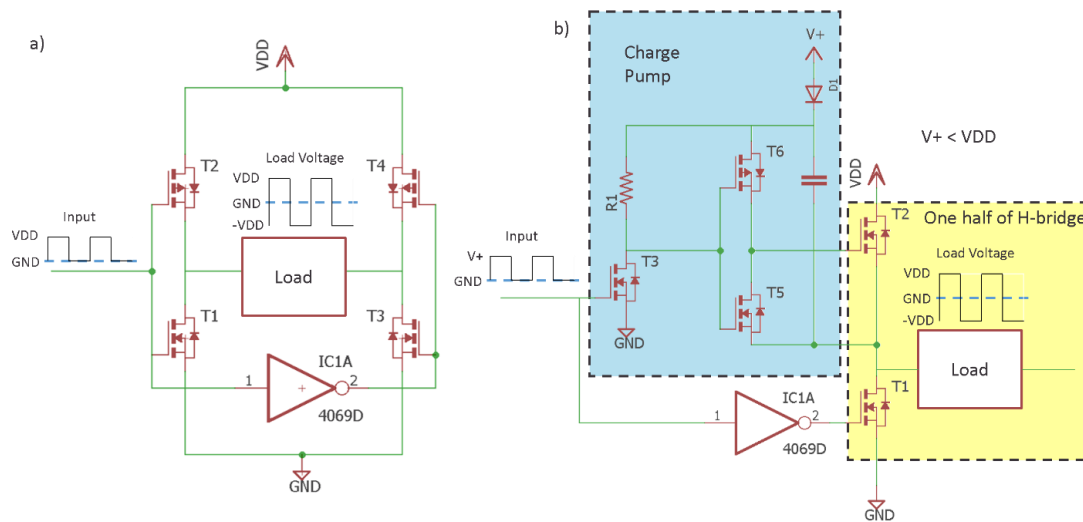 a)
VDD
T2
T4
Load Voltage
VDD
GND
-VDD
Input
VDD
GND
Load
T1
T3
IC1A
1
2
4069D
GND
b)
Charge
Pump
V+
D1
V+ < VDD
T6
R1
VDD
T2
One half of H-bridge
Input
V+
GND
T3
T5
GND
Load Voltage
VDD
GND
-VDD
Load
T1
IC1A
1
2
4069D
GND